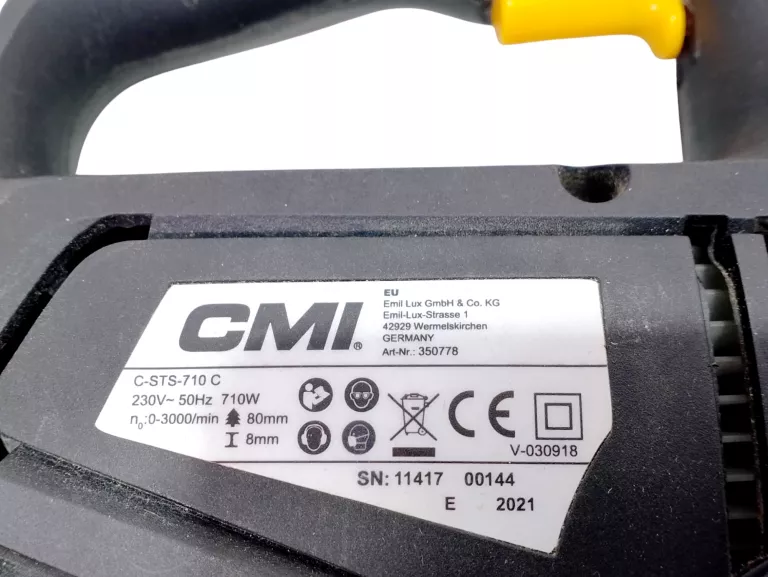 CMI®
EU
Emil Lux GmbH & Co. KG
Emil-Lux-Strasse 1
42929 Wermelskirchen
GERMANY
Art-Nr.: 350778
C-STS-710 C
230V~ 50Hz 710W
n₀:0-3000/min 80mm
8mm
CE
V-030918
SN: 11417 00144
E 2021